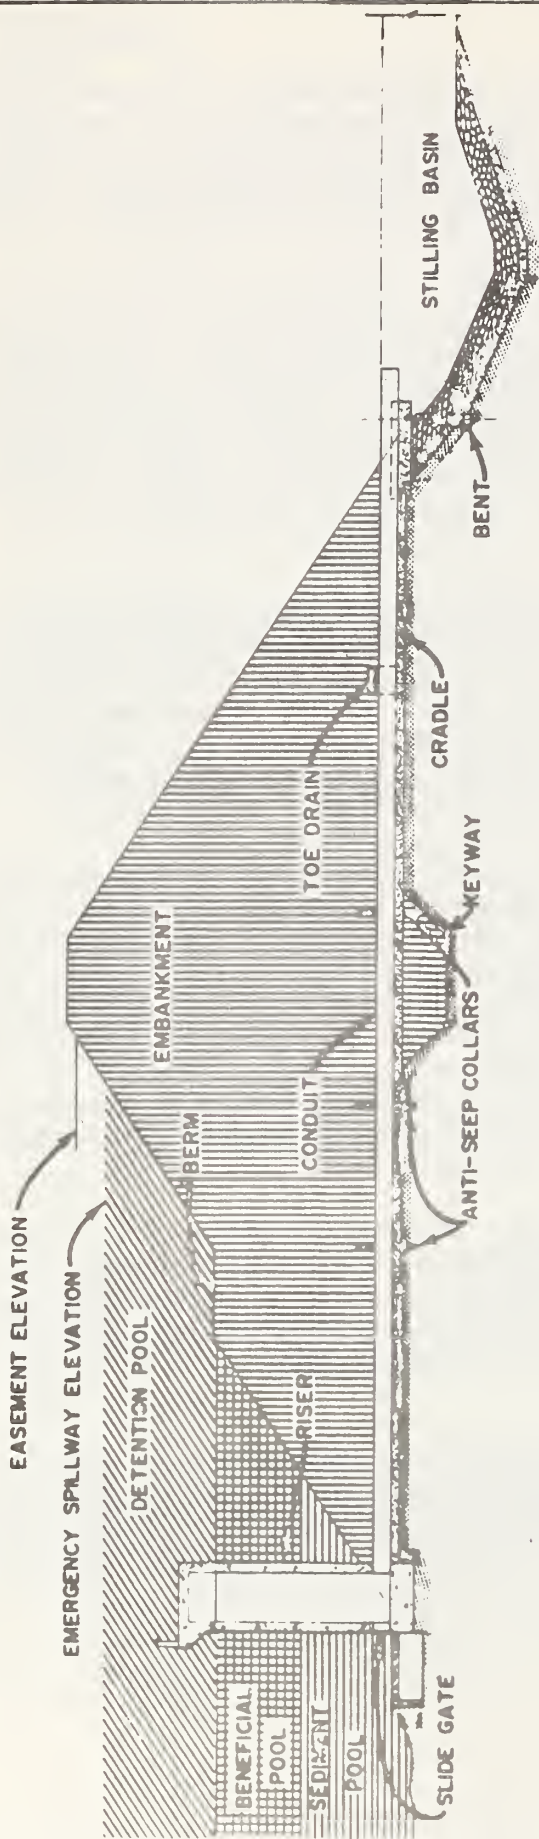 EASEMENT ELEVATION
EMERGENCY SPILLWAY ELEVATION
DETENTION POOL
BENEFICIAL
POOL
SEDIMENT
POOL
SLIDE GATE
RISER
BERM
EMBANKMENT
CONDUIT
TOE DRAIN
ANTI-SEEP COLLARS
KEYWAY
CRADLE
BENT
STILLING BASIN